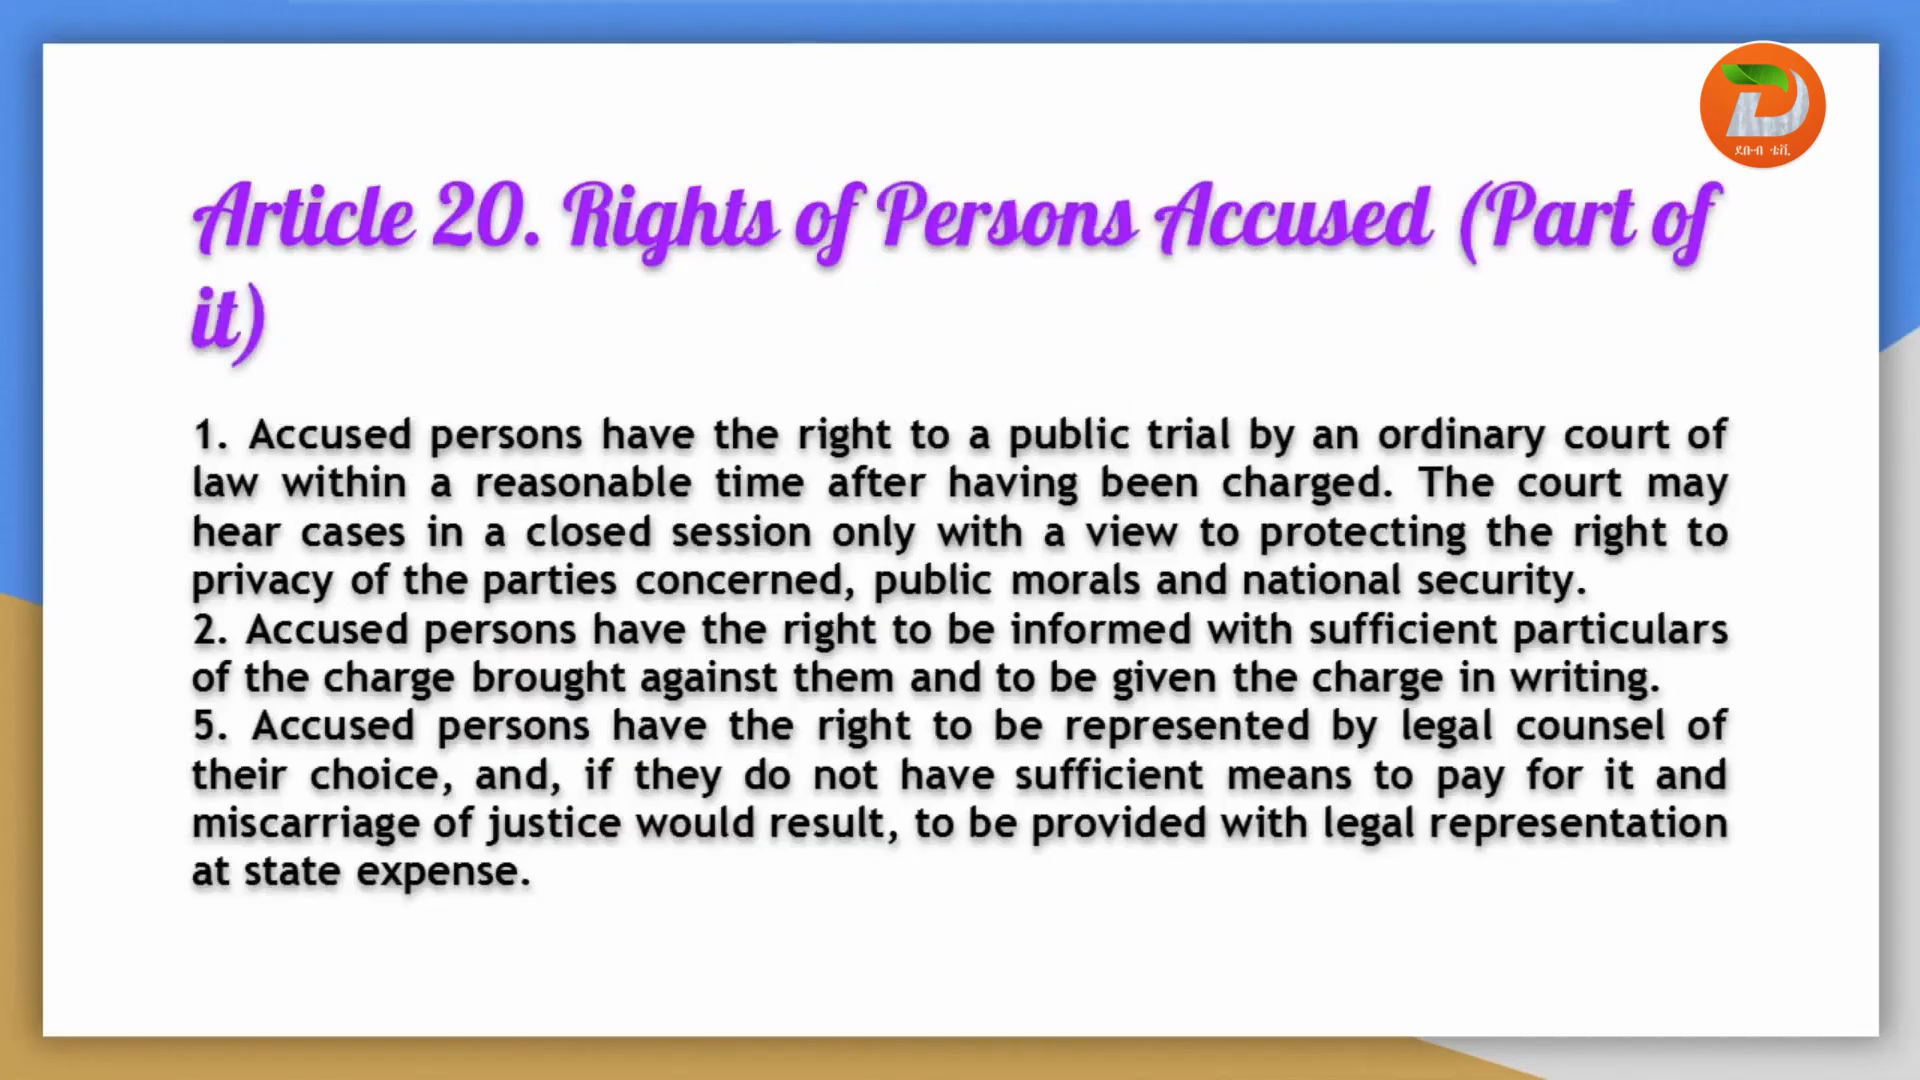 ደቡብ ቴቪ
Article 20. Rights of Persons Accused (Part of
it)
1. Accused persons have the right to a public trial by an ordinary court of
law within a reasonable time after having been charged. The court may
hear cases in a closed session only with a view to protecting the right to
privacy of the parties concerned, public morals and national security.
2. Accused persons have the right to be informed with sufficient particulars
of the charge brought against them and to be given the charge in writing.
5. Accused persons have the right to be represented by legal counsel of
their choice, and, if they do not have sufficient means to pay for it and
miscarriage of justice would result, to be provided with legal representation
at state expense.